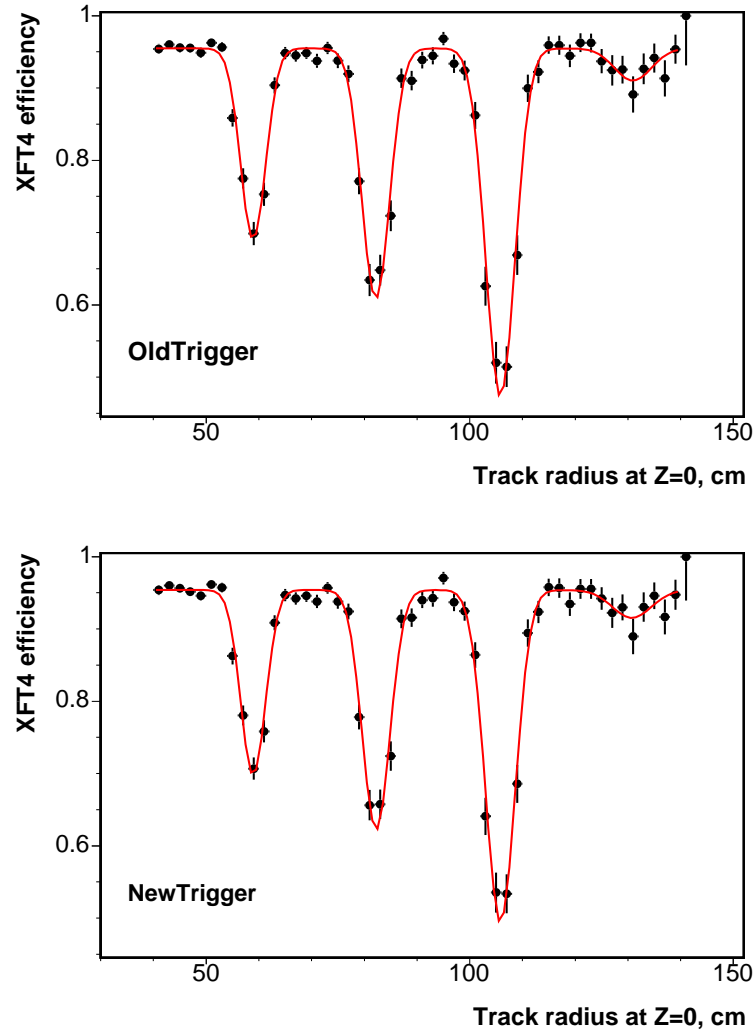 1
0.8
0.6
XFT4 efficiency
OldTrigger
50
100
150
Track radius at Z=0, cm
1
0.8
0.6
XFT4 efficiency
NewTrigger
50
100
150
Track radius at Z=0, cm